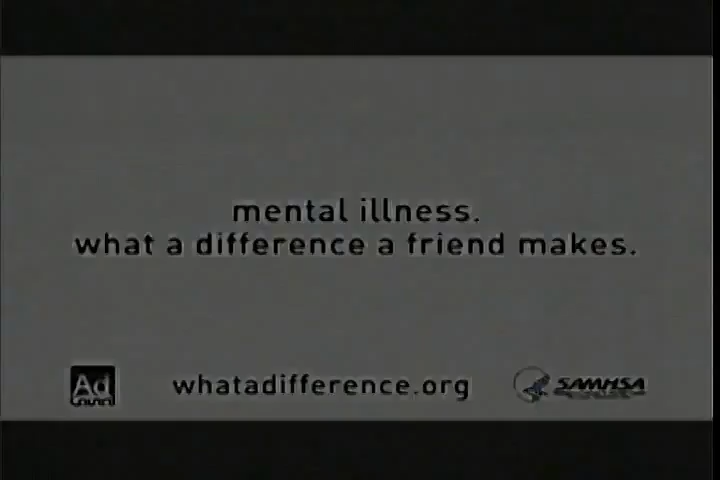 mental illness.
what a difference a friend makes.
Ad
whatadifference.org
SAMHSA